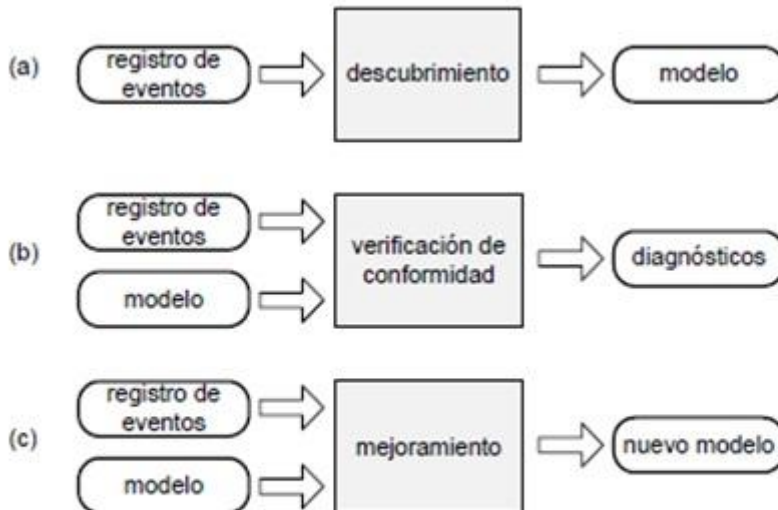 (a)
registro de
eventos
descubrimiento
modelo
(b)
registro de
eventos
modelo
verificación de
conformidad
diagnósticos
(c)
registro de
eventos
modelo
mejoramiento
nuevo modelo